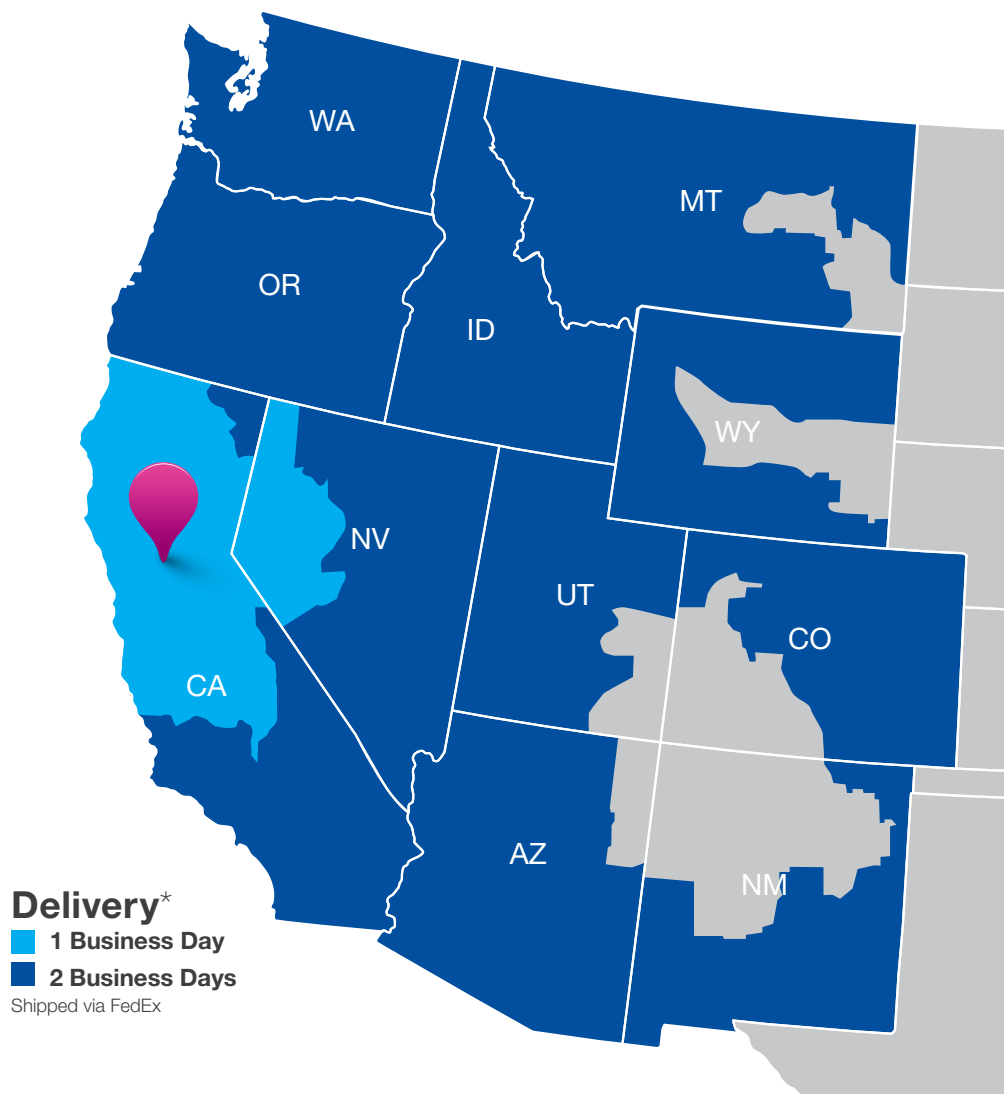 WA
MT
OR
ID
WY
NV
UT
CO
CA
AZ
NM
Delivery*
1 Business Day
2 Business Days
Shipped via FedEx